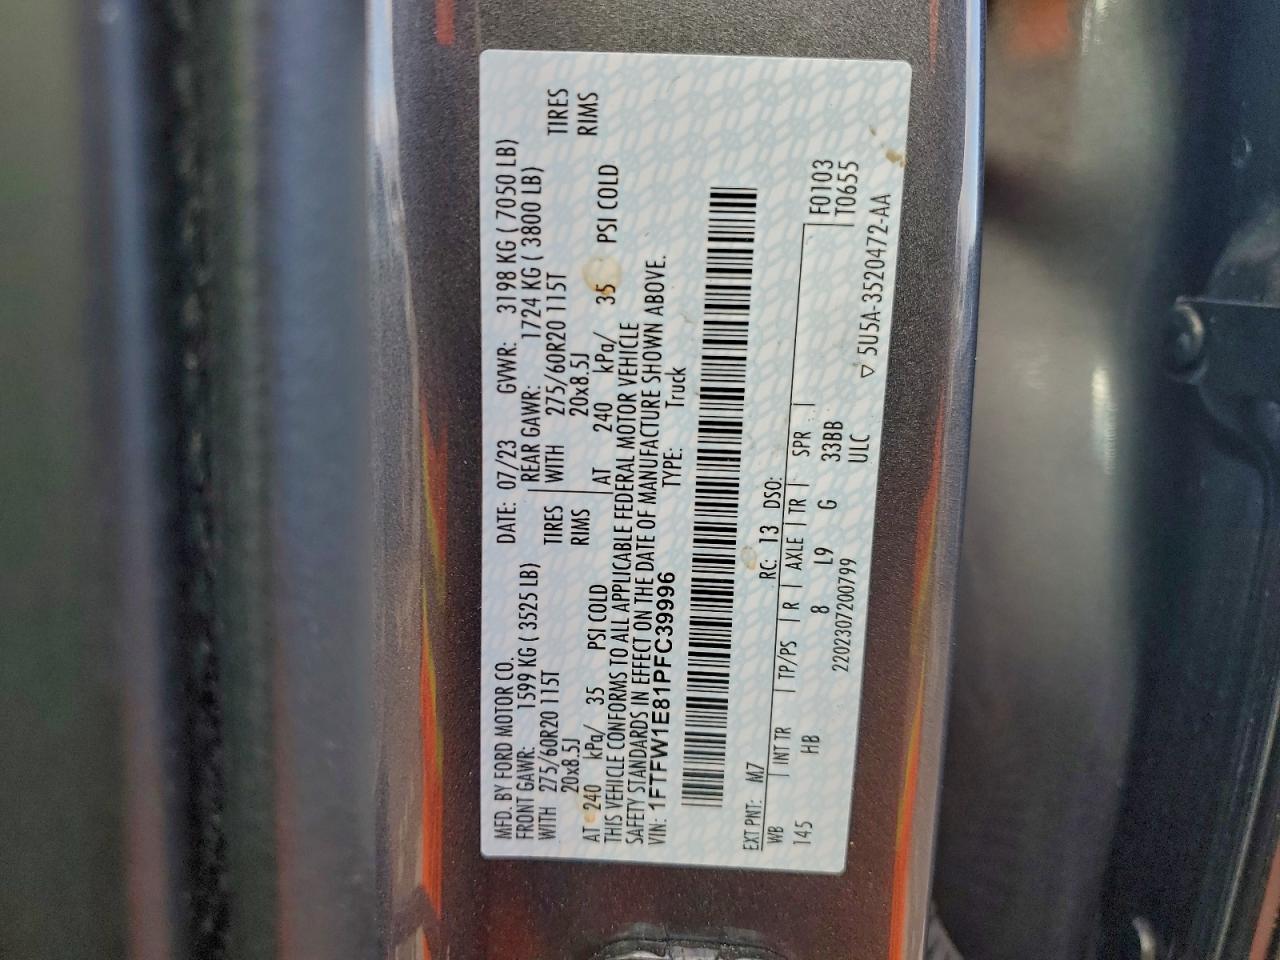 MFD. BY FORD MOTOR CO. DATE: 07/23 GVWR: 3198 KG ( 7050 LB)
FRONT GAWR: 1599 KG ( 3525 LB) REAR GAWR: 1724 KG ( 3800 LB)
WITH 275/60R20 115T TIRES WITH 275/60R20 115T TIRES
20x8.5J RIMS 20x8.5J RIMS
AT 240 kPa/ 35 PSI COLD AT 240 kPa/ 35 PSI COLD
THIS VEHICLE CONFORMS TO ALL APPLICABLE FEDERAL MOTOR VEHICLE
SAFETY STANDARDS IN EFFECT ON THE DATE OF MANUFACTURE SHOWN ABOVE.
VIN: 1FTFW1E81PFC39996 TYPE: Truck
EXT PNT: M7 RC: 13 DSO:
WB INT TR TP/PS R AXLE TR SPR F0103
145 HB 8 L9 G 33BB T0655
2202307200799 ULC
▽ 5U5A-3520472-AA